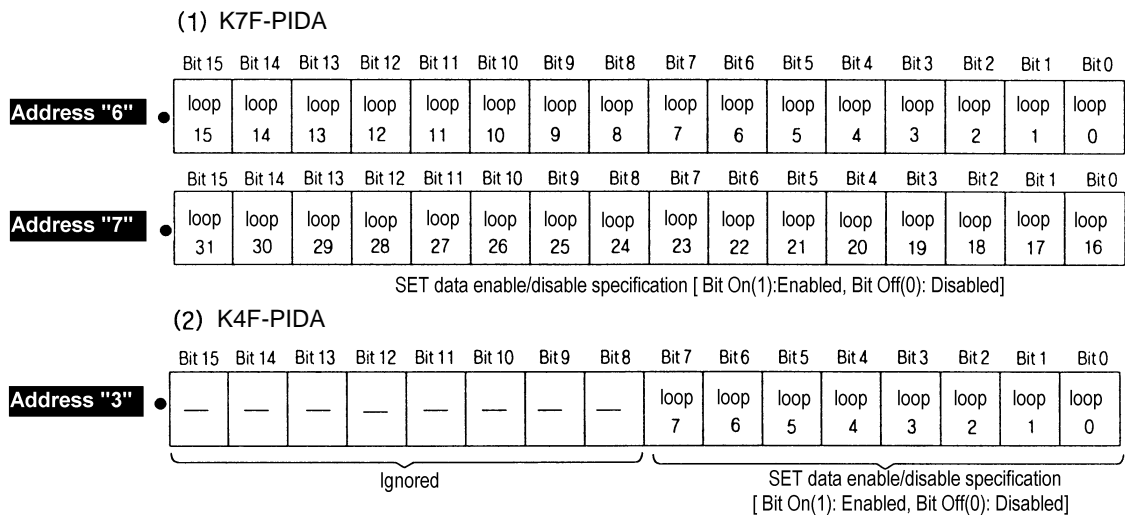 (1) K7F-PIDA
Bit 15 Bit 14 Bit 13 Bit 12 Bit 11 Bit 10 Bit 9 Bit 8 Bit 7 Bit 6 Bit 5 Bit 4 Bit 3 Bit 2 Bit 1 Bit 0
Address "6" ● loop loop loop loop loop loop loop loop loop loop loop loop loop loop loop loop
15 14 13 12 11 10 9 8 7 6 5 4 3 2 1 0
Bit 15 Bit 14 Bit 13 Bit 12 Bit 11 Bit 10 Bit 9 Bit 8 Bit 7 Bit 6 Bit 5 Bit 4 Bit 3 Bit 2 Bit 1 Bit 0
Address "7" ● loop loop loop loop loop loop loop loop loop loop loop loop loop loop loop loop
31 30 29 28 27 26 25 24 23 22 21 20 19 18 17 16
SET data enable/disable specification [ Bit On(1):Enabled, Bit Off(0): Disabled]
(2) K4F-PIDA
Bit 15 Bit 14 Bit 13 Bit 12 Bit 11 Bit 10 Bit 9 Bit 8 Bit 7 Bit 6 Bit 5 Bit 4 Bit 3 Bit 2 Bit 1 Bit 0
Address "3" ● — — — — — — — — loop loop loop loop loop loop loop loop
7 6 5 4 3 2 1 0
Ignored
SET data enable/disable specification
[ Bit On(1): Enabled, Bit Off(0): Disabled]